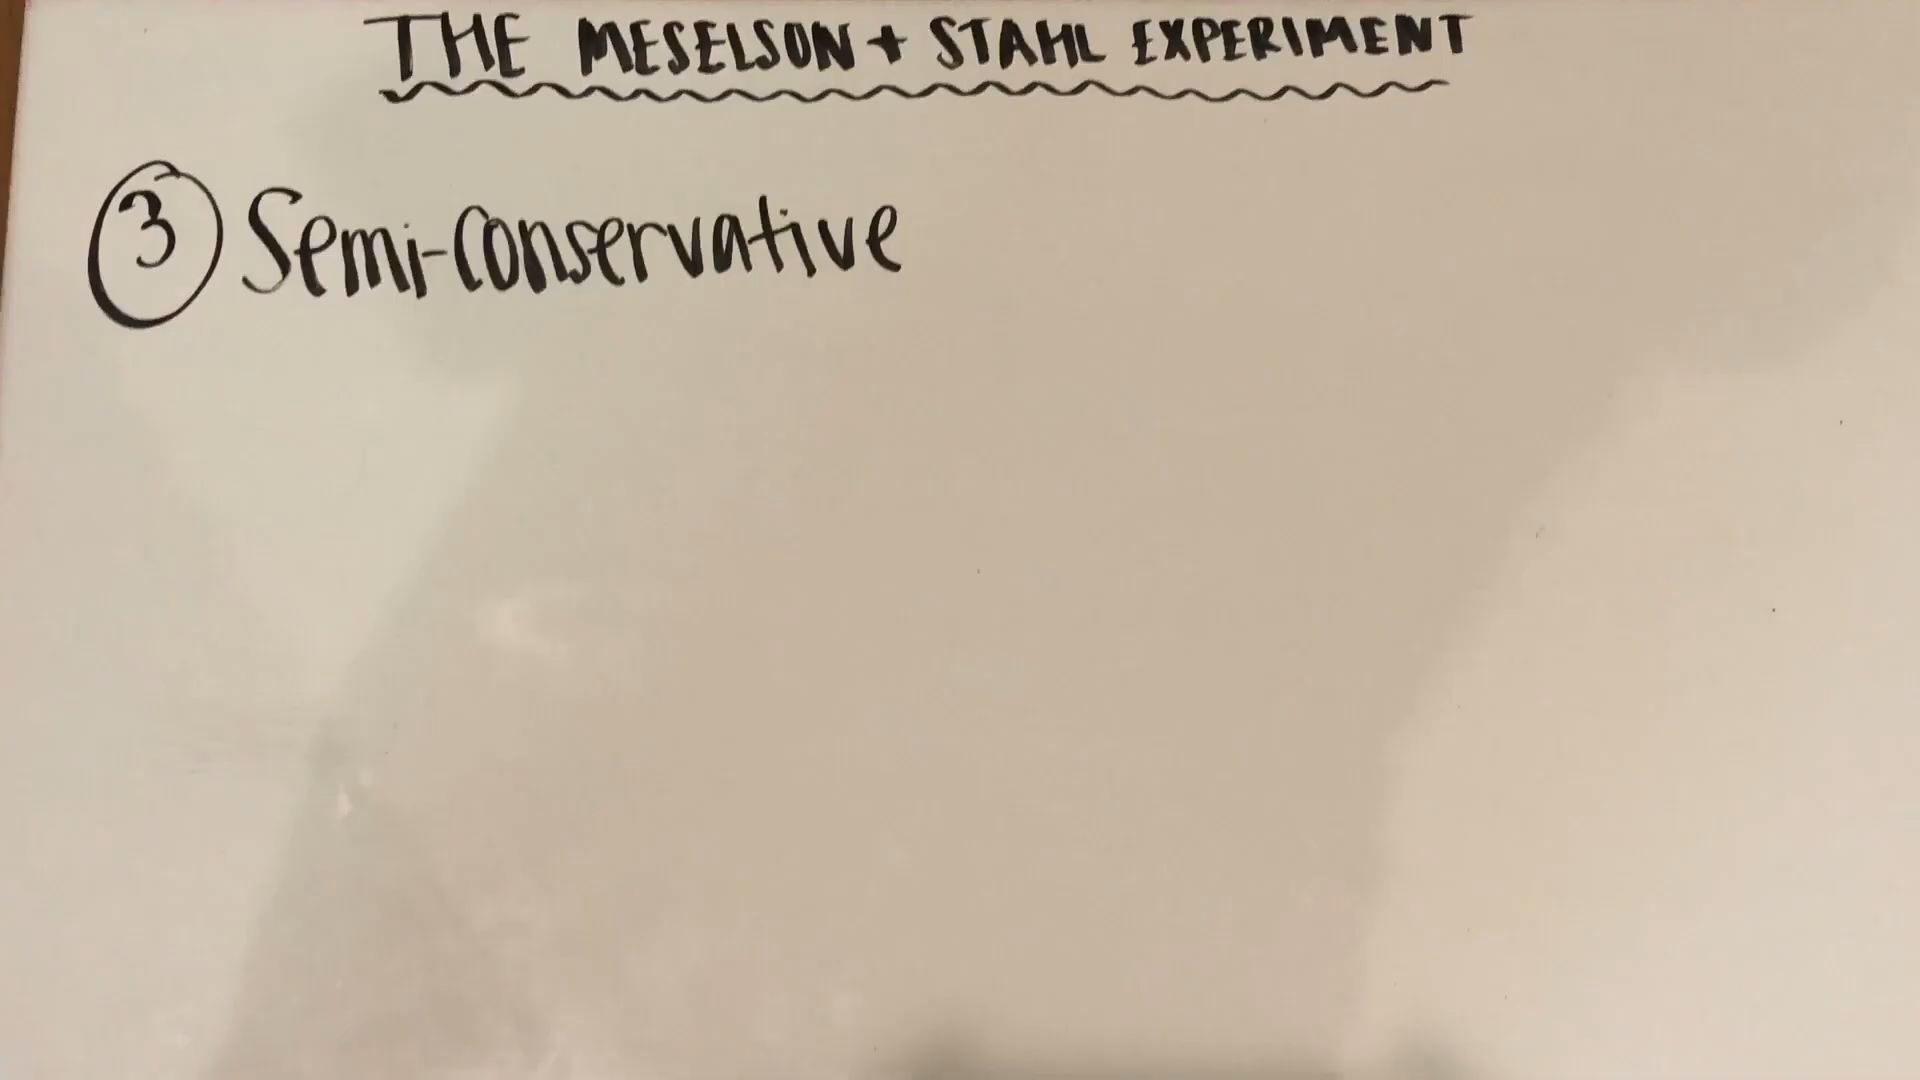 THE MESELSON + STAHL EXPERIMENT
3 Semi-conservative